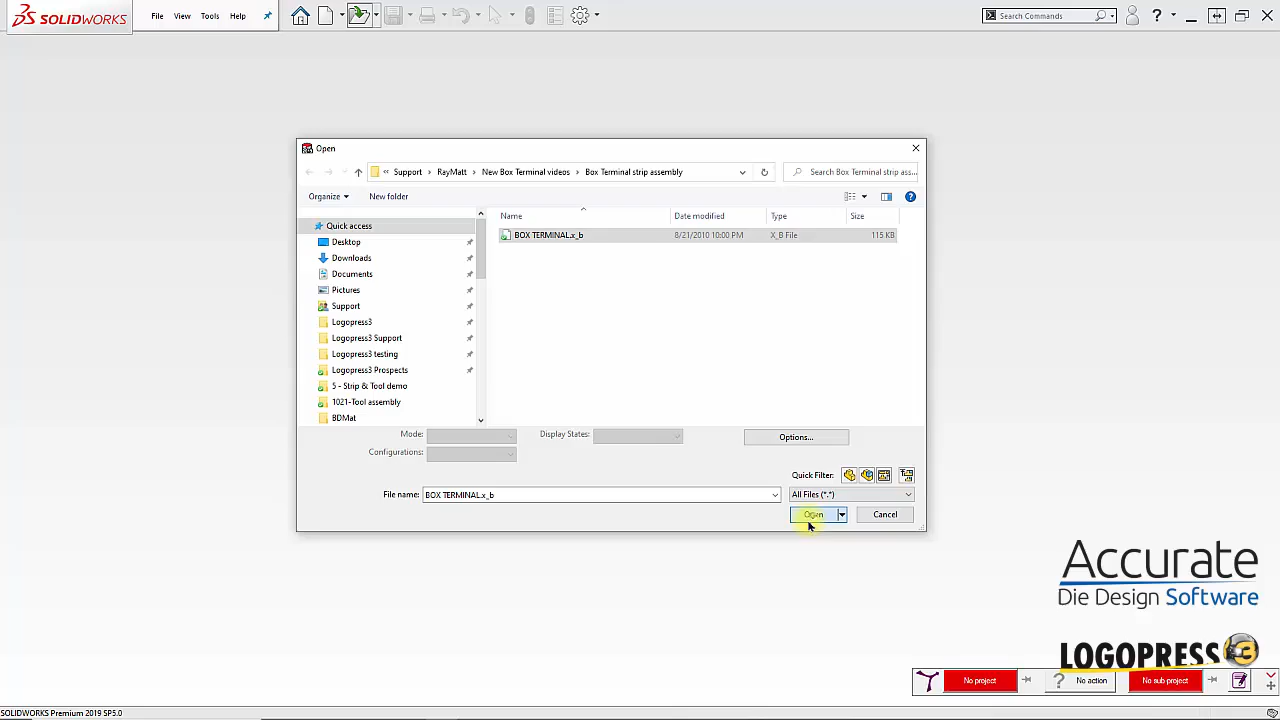 SOLIDWORKS File View Tools Help Search Commands ?
Open
« Support › RayMatt › New Box Terminal videos › Box Terminal strip assembly Search Box Terminal strip ass...
Organize New folder ?
Name Date modified Type Size
BOX TERMINAL.x_b 8/21/2010 10:00 PM X_B File 115 KB
Quick access
Desktop
Downloads
Documents
Pictures
Support
Logopress3
Logopress3 Support
Logopress3 testing
Logopress3 Prospects
5 - Strip & Tool demo
1021-Tool assembly
BDMat
Mode: Display States: Options...
Configurations:
Quick Filter:
File name: BOX TERMINAL.x_b All Files (*.*)
Open Cancel
Accurate
Die Design Software
LOGOPRESS 3
No project ? No action No sub project
SOLIDWORKS Premium 2019 SP5.0